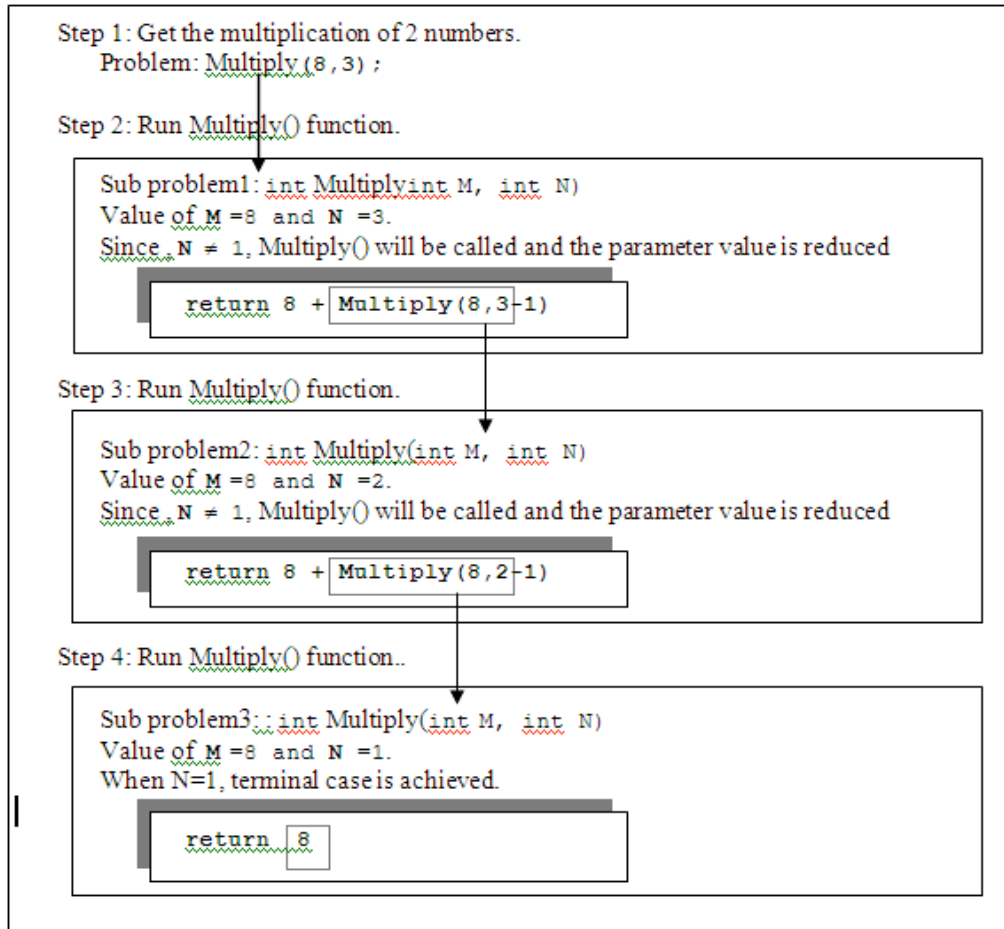 Step 1: Get the multiplication of 2 numbers.
Problem: Multiply(8,3);
Step 2: Run Multiply() function.
Sub problem1: int Multiplyint M, int N)
Value of M =8 and N =3.
Since , N ≠ 1, Multiply() will be called and the parameter value is reduced
return 8 + Multiply(8,3-1)
Step 3: Run Multiply() function.
Sub problem2: int Multiply(int M, int N)
Value of M =8 and N =2.
Since , N ≠ 1, Multiply() will be called and the parameter value is reduced
return 8 + Multiply(8,2-1)
Step 4: Run Multiply() function..
Sub problem3:: int Multiply(int M, int N)
Value of M =8 and N =1.
When N=1, terminal case is achieved.
return 8